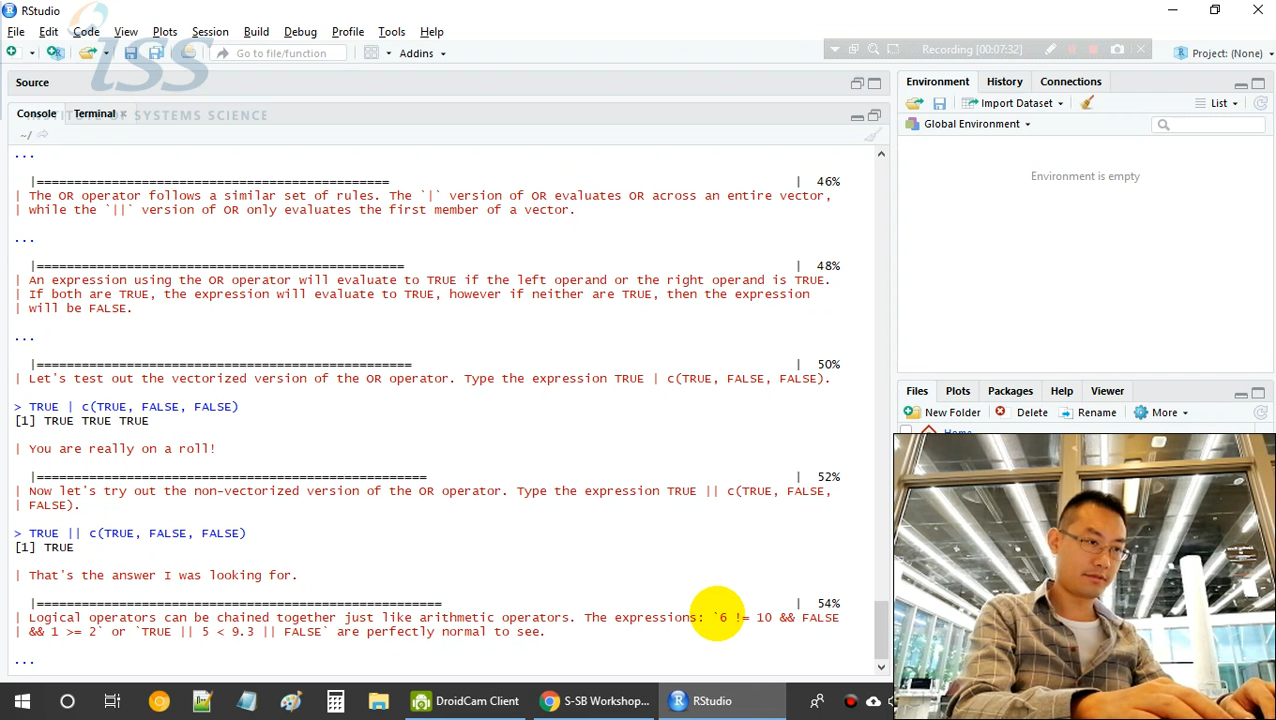 RStudio
File Edit Code View Plots Session Build Debug Profile Tools Help
Go to file/function Addins Recording [00:07:32] Project: (None)
iss
INSTITUTE OF SYSTEMS SCIENCE
Source
Console Terminal ×
~/
Environment History Connections
Import Dataset List
Global Environment
Environment is empty
...
|=============================================== | 46%
| The OR operator follows a similar set of rules. The `|` version of OR evaluates OR across an entire vector,
| while the `||` version of OR only evaluates the first member of a vector.
...
|================================================= | 48%
| An expression using the OR operator will evaluate to TRUE if the left operand or the right operand is TRUE.
| If both are TRUE, the expression will evaluate to TRUE, however if neither are TRUE, then the expression
| will be FALSE.
...
|================================================== | 50%
| Let's test out the vectorized version of the OR operator. Type the expression TRUE | c(TRUE, FALSE, FALSE).
> TRUE | c(TRUE, FALSE, FALSE)
[1] TRUE TRUE TRUE
| You are really on a roll!
|==================================================== | 52%
| Now let's try out the non-vectorized version of the OR operator. Type the expression TRUE || c(TRUE, FALSE,
| FALSE).
> TRUE || c(TRUE, FALSE, FALSE)
[1] TRUE
| That's the answer I was looking for.
|====================================================== | 54%
| Logical operators can be chained together just like arithmetic operators. The expressions: `6 != 10 && FALSE
| && 1 >= 2` or `TRUE || 5 < 9.3 || FALSE` are perfectly normal to see.
...
Files Plots Packages Help Viewer
New Folder Delete Rename More
Home
DroidCam Client S-SB Workshop... RStudio